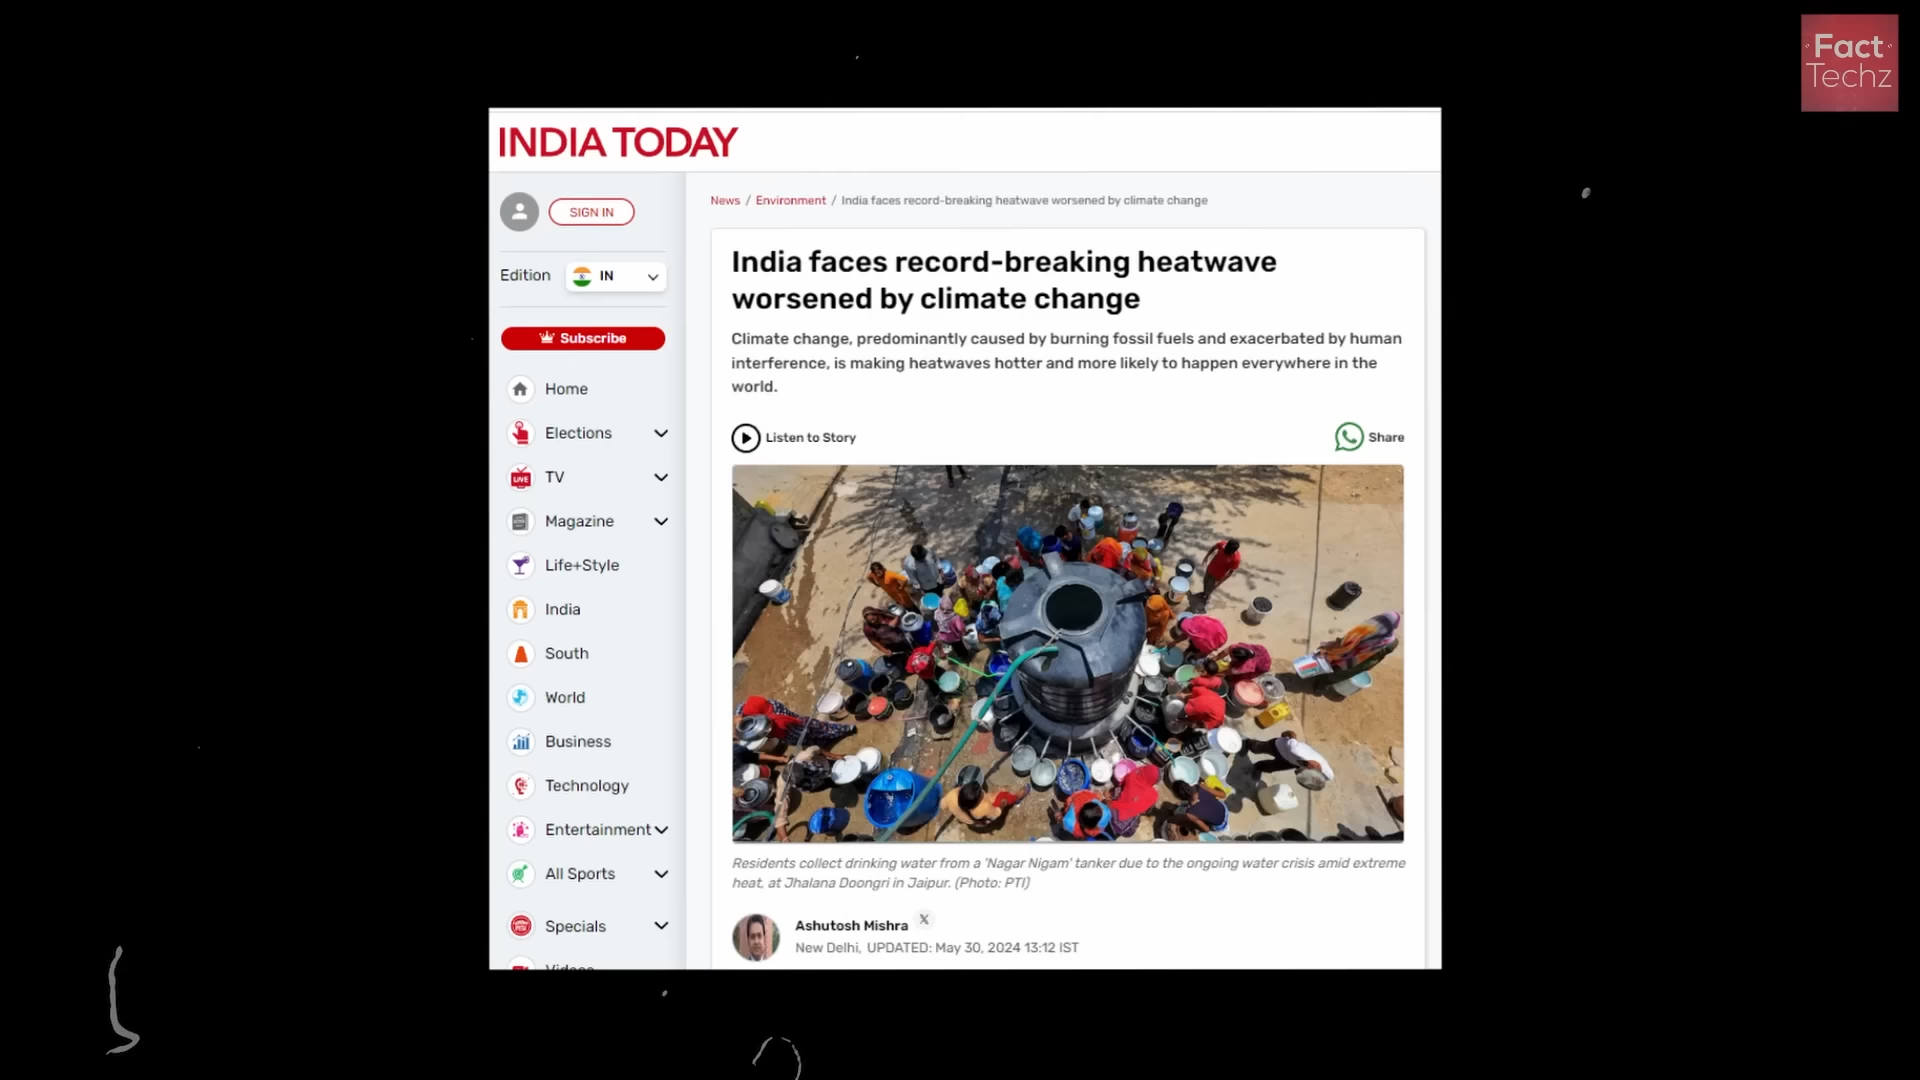 Fact
Techz
INDIA TODAY
SIGN IN
Edition
IN
Subscribe
Home
Elections
LIVE
TV
Magazine
Life+Style
India
South
World
Business
Technology
Entertainment
All Sports
Specials
Videos
News / Environment / India faces record-breaking heatwave worsened by climate change
India faces record-breaking heatwave
worsened by climate change
Climate change, predominantly caused by burning fossil fuels and exacerbated by human
interference, is making heatwaves hotter and more likely to happen everywhere in the
world.
Listen to Story
Share
Residents collect drinking water from a 'Nagar Nigam' tanker due to the ongoing water crisis amid extreme
heat, at Jhalana Doongri in Jaipur. (Photo: PTI)
Ashutosh Mishra X
New Delhi, UPDATED: May 30, 2024 13:12 IST